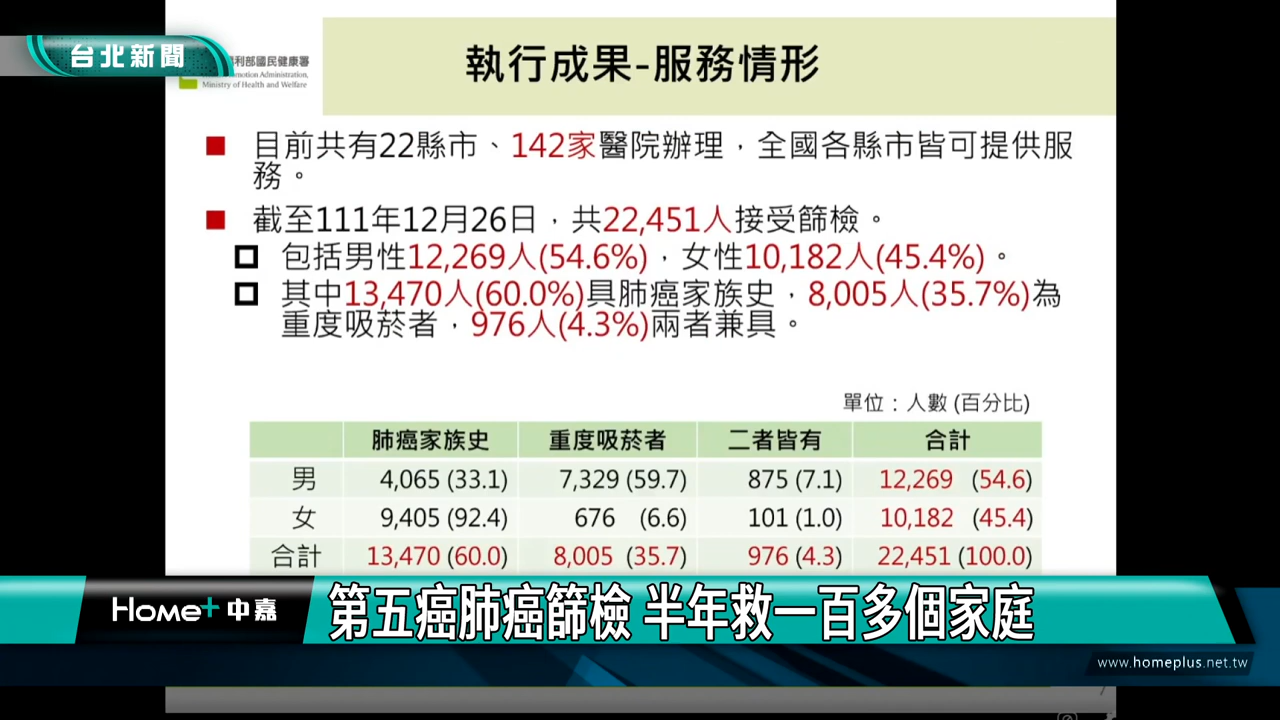 台北新聞
利部國民健康署
omotion Administration,
Ministry of Health and Welfare
執行成果-服務情形
目前共有22縣市、142家醫院辦理，全國各縣市皆可提供服
務。
截至111年12月26日，共22,451人接受篩檢。
包括男性12,269人(54.6%)，女性10,182人(45.4%)。
其中13,470人(60.0%)具肺癌家族史，8,005人(35.7%)為
重度吸菸者，976人(4.3%)兩者兼具。
單位：人數 (百分比)
肺癌家族史 重度吸菸者 二者皆有 合計
男 4,065 (33.1) 7,329 (59.7) 875 (7.1) 12,269 (54.6)
女 9,405 (92.4) 676 (6.6) 101 (1.0) 10,182 (45.4)
合計 13,470 (60.0) 8,005 (35.7) 976 (4.3) 22,451 (100.0)
Home+ 中嘉
第五癌肺癌篩檢 半年救一百多個家庭
www.homeplus.net.tw